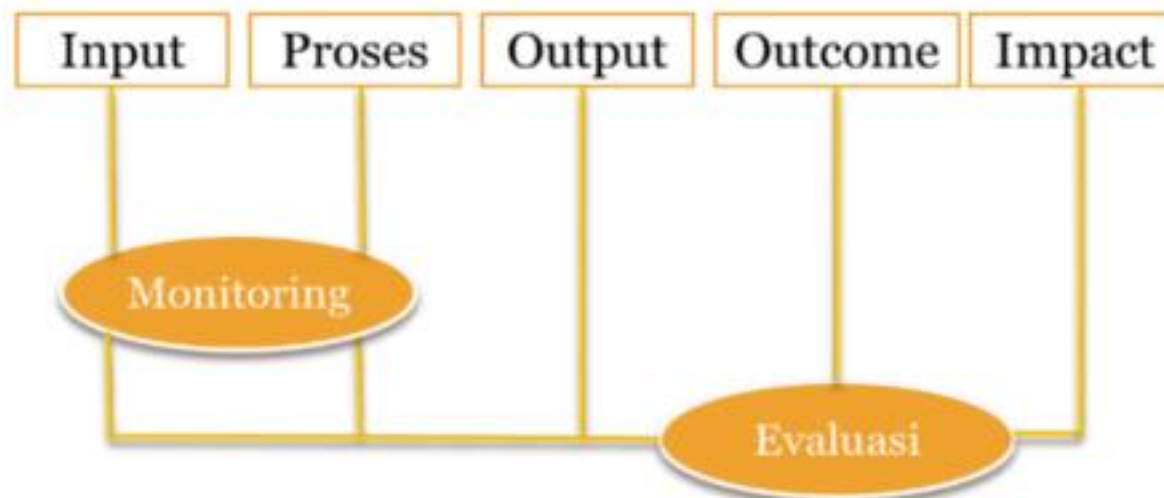 Input
Proses
Output
Outcome
Impact
Monitoring
Evaluasi